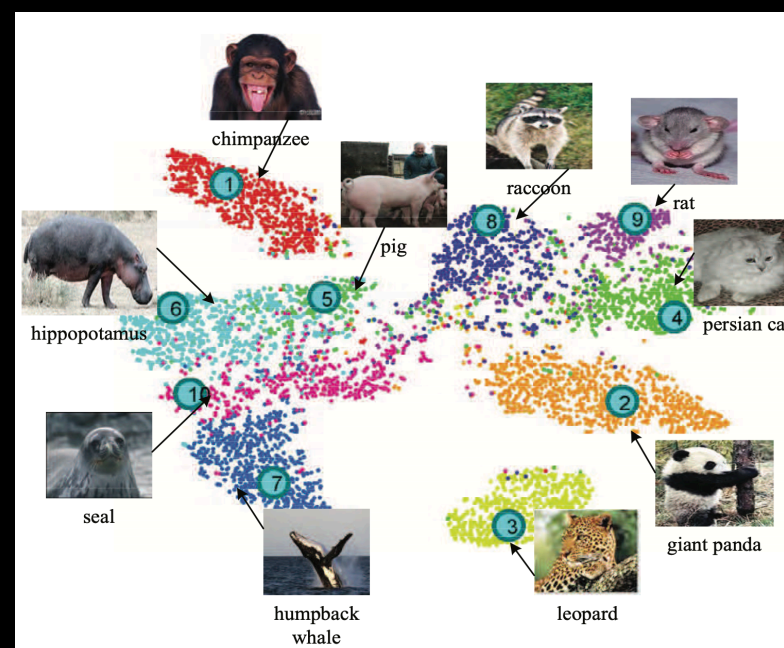 chimpanzee
raccoon
rat
pig
hippopotamus
persian ca
seal
giant panda
humpback
whale
leopard
1
8
9
5
6
4
10
2
7
3